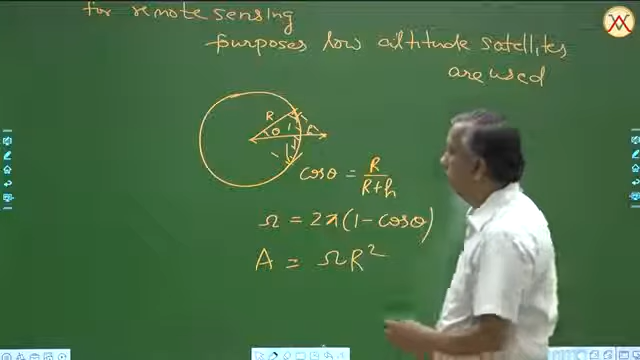 for remote sensing
purposes low altitude satellites
are used
R
θ
h
cosθ = R / R+h
Ω = 2π(1 - cosθ)
A = ΩR²